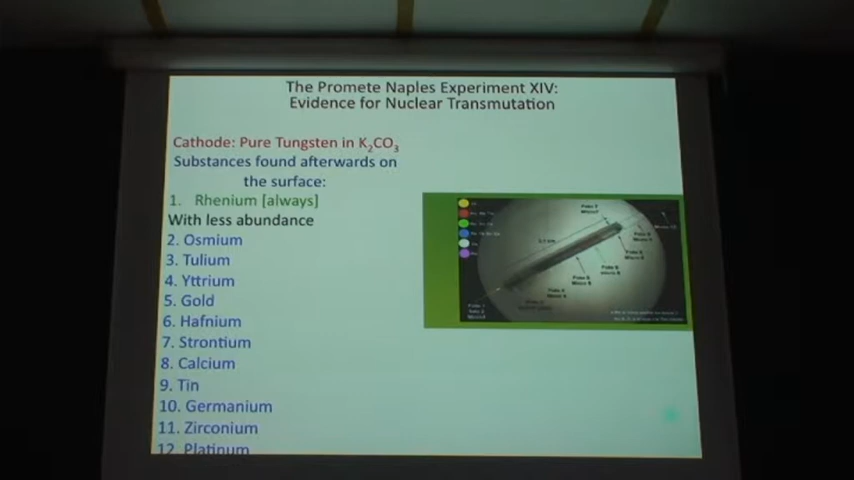 The Promete Naples Experiment XIV:
Evidence for Nuclear Transmutation
Cathode: Pure Tungsten in K₂CO₃
Substances found afterwards on
the surface:
1. Rhenium [always]
With less abundance
2. Osmium
3. Tulium
4. Yttrium
5. Gold
6. Hafnium
7. Strontium
8. Calcium
9. Tin
10. Germanium
11. Zirconium
12. Platinum